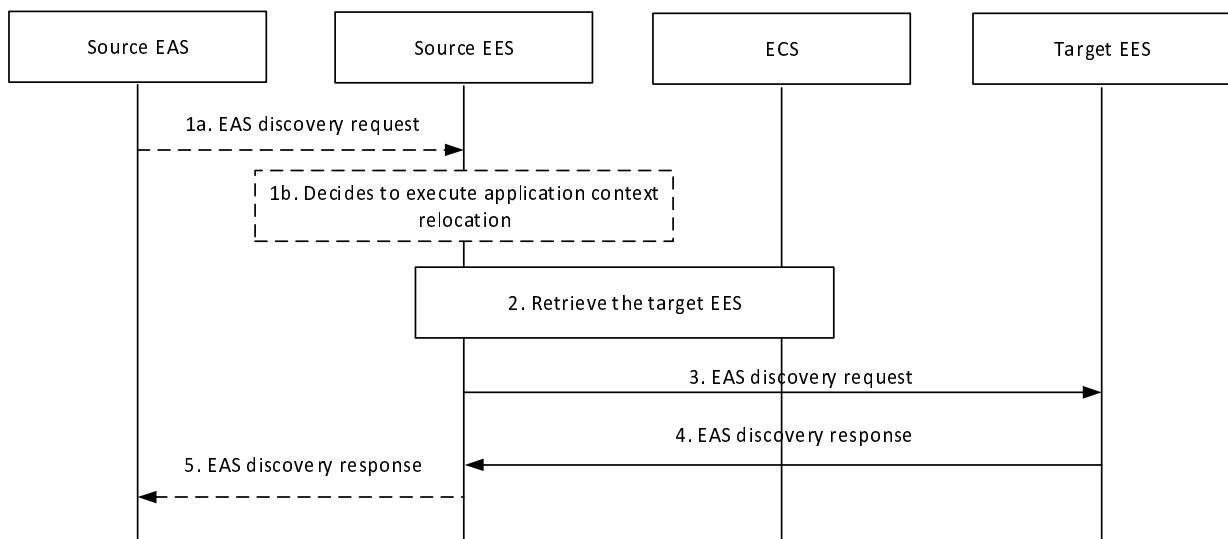 Source EAS
Source EES
ECS
Target EES
1a. EAS discovery request
1b. Decides to execute application context
relocation
2. Retrieve the target EES
3. EAS discovery request
4. EAS discovery response
5. EAS discovery response